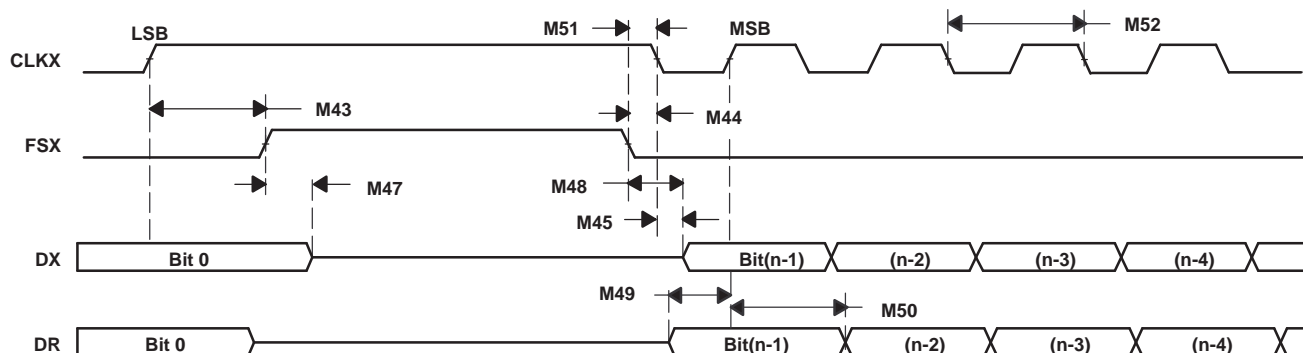 LSB M51 MSB M52
CLKX
M43 M44
FSX
M47 M48
M45
DX Bit 0 Bit(n-1) (n-2) (n-3) (n-4)
M49 M50
DR Bit 0 Bit(n-1) (n-2) (n-3) (n-4)